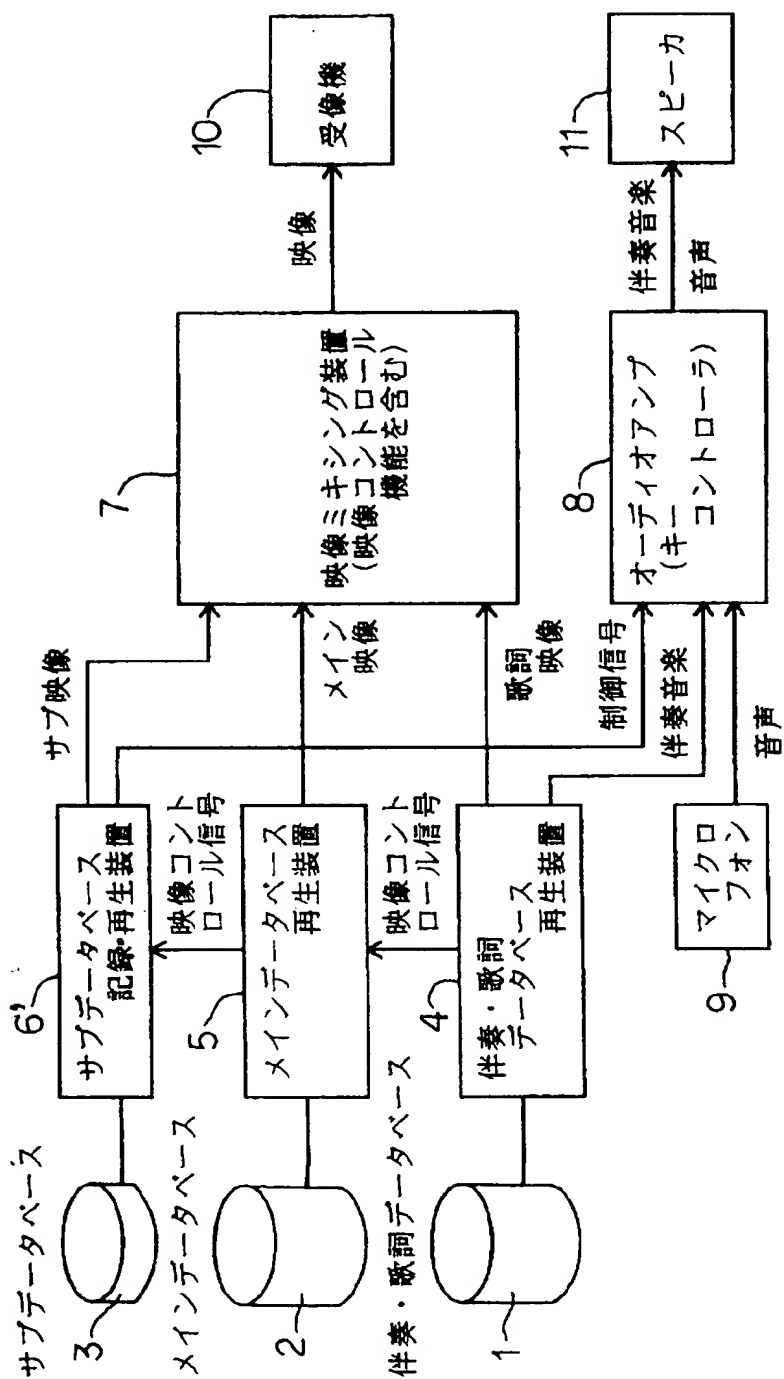 サブデータベース
3
メインデータベース
2
伴奏・歌詞データベース
1
6'
サブデータベース
記録・再生装置
映像コント
ロール信号
5
メインデータベース
再生装置
映像コント
ロール信号
4
伴奏・歌詞
データベース
再生装置
9
マイクロ
フォン
サブ映像
メイン
映像
歌詞
映像
制御信号
伴奏音楽
音声
7
映像ミキシング装置
(映像コントロール
機能を含む)
8
オーディオアンプ
(キー
コントローラ)
映像
伴奏音楽
音声
10
受像機
11
スピーカ